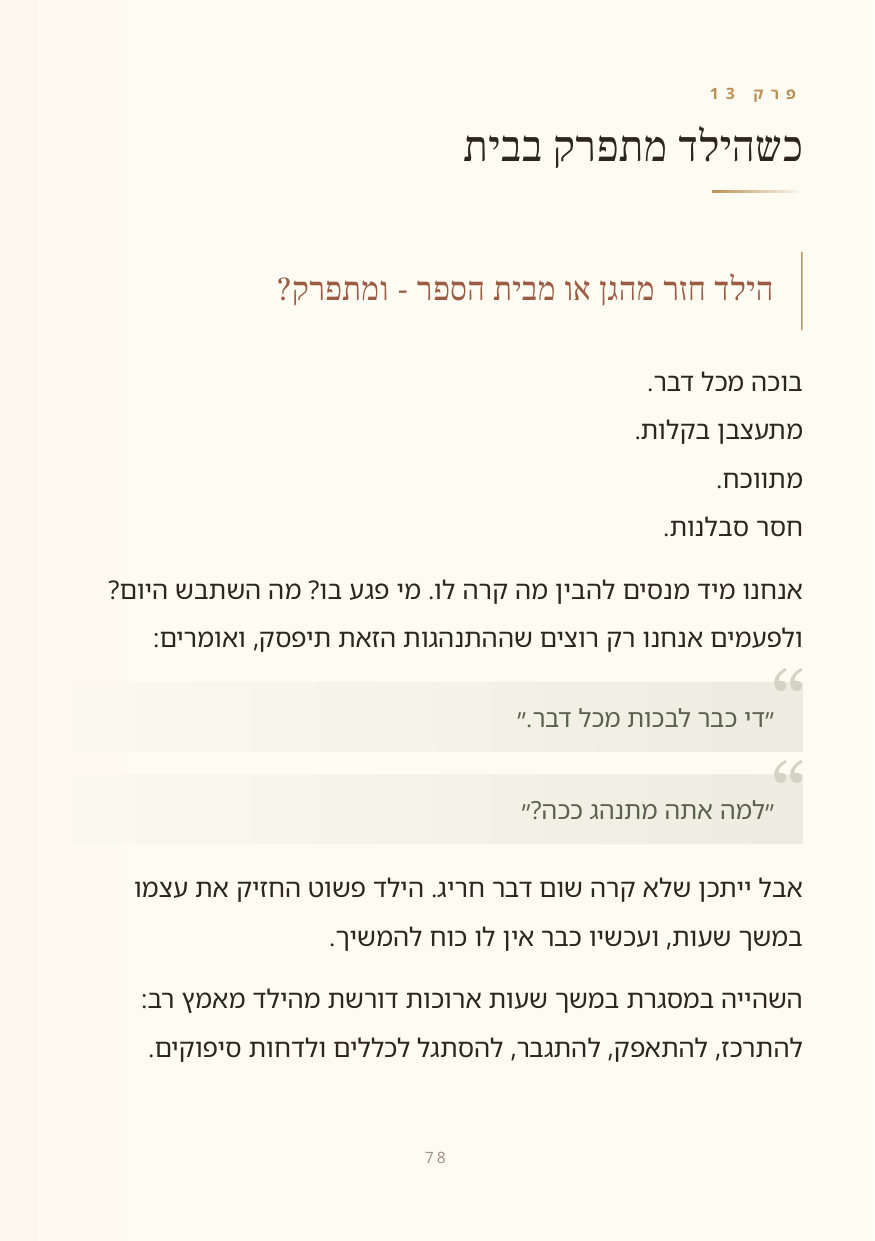 פרק 13
כשהילד מתפרק בבית
הילד חזר מהגן או מבית הספר - ומתפרק?
בוכה מכל דבר.
מתעצבן בקלות.
מתווכח.
חסר סבלנות.
אנחנו מיד מנסים להבין מה קרה לו. מי פגע בו? מה השתבש היום?
ולפעמים אנחנו רק רוצים שההתנהגות הזאת תיפסק, ואומרים:
״די כבר לבכות מכל דבר.״
״למה אתה מתנהג ככה?״
אבל ייתכן שלא קרה שום דבר חריג. הילד פשוט החזיק את עצמו
במשך שעות, ועכשיו כבר אין לו כוח להמשיך.
השהייה במסגרת במשך שעות ארוכות דורשת מהילד מאמץ רב:
להתרכז, להתאפק, להתגבר, להסתגל לכללים ולדחות סיפוקים.
78